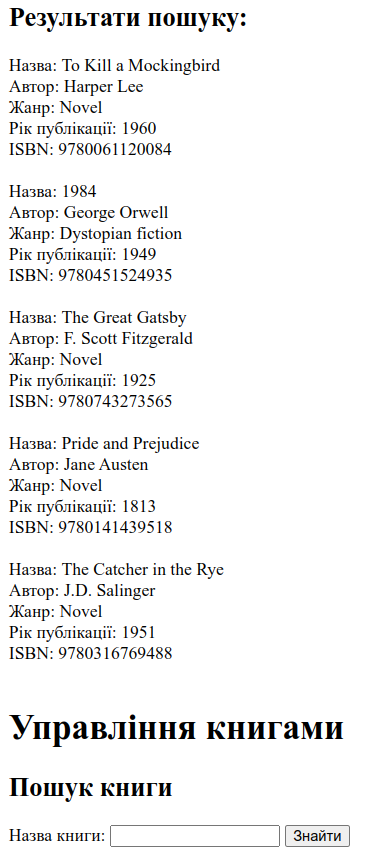 Результати пошуку:
Назва: To Kill a Mockingbird
Автор: Harper Lee
Жанр: Novel
Рік публікації: 1960
ISBN: 9780061120084
Назва: 1984
Автор: George Orwell
Жанр: Dystopian fiction
Рік публікації: 1949
ISBN: 9780451524935
Назва: The Great Gatsby
Автор: F. Scott Fitzgerald
Жанр: Novel
Рік публікації: 1925
ISBN: 9780743273565
Назва: Pride and Prejudice
Автор: Jane Austen
Жанр: Novel
Рік публікації: 1813
ISBN: 9780141439518
Назва: The Catcher in the Rye
Автор: J.D. Salinger
Жанр: Novel
Рік публікації: 1951
ISBN: 9780316769488
Управління книгами
Пошук книги
Назва книги: Знайти